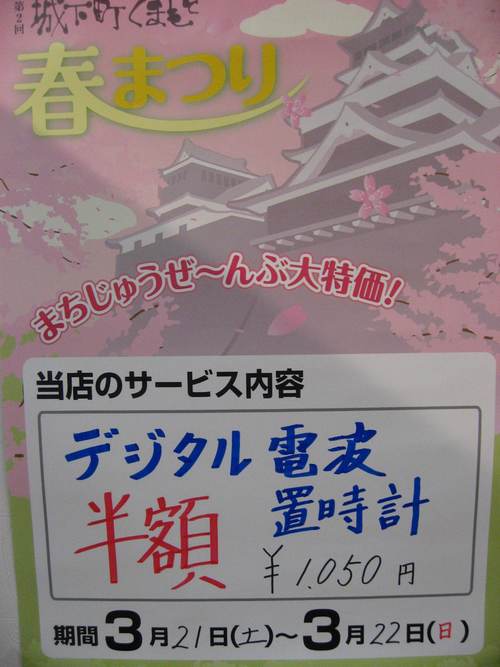 第2回
城下町くまもと
春まつり
まちじゅうぜ〜んぶ大特価!
当店のサービス内容
デジタル 電波
置時計
半額
¥1,050円
期間 3月21日(土)〜3月22日(日)